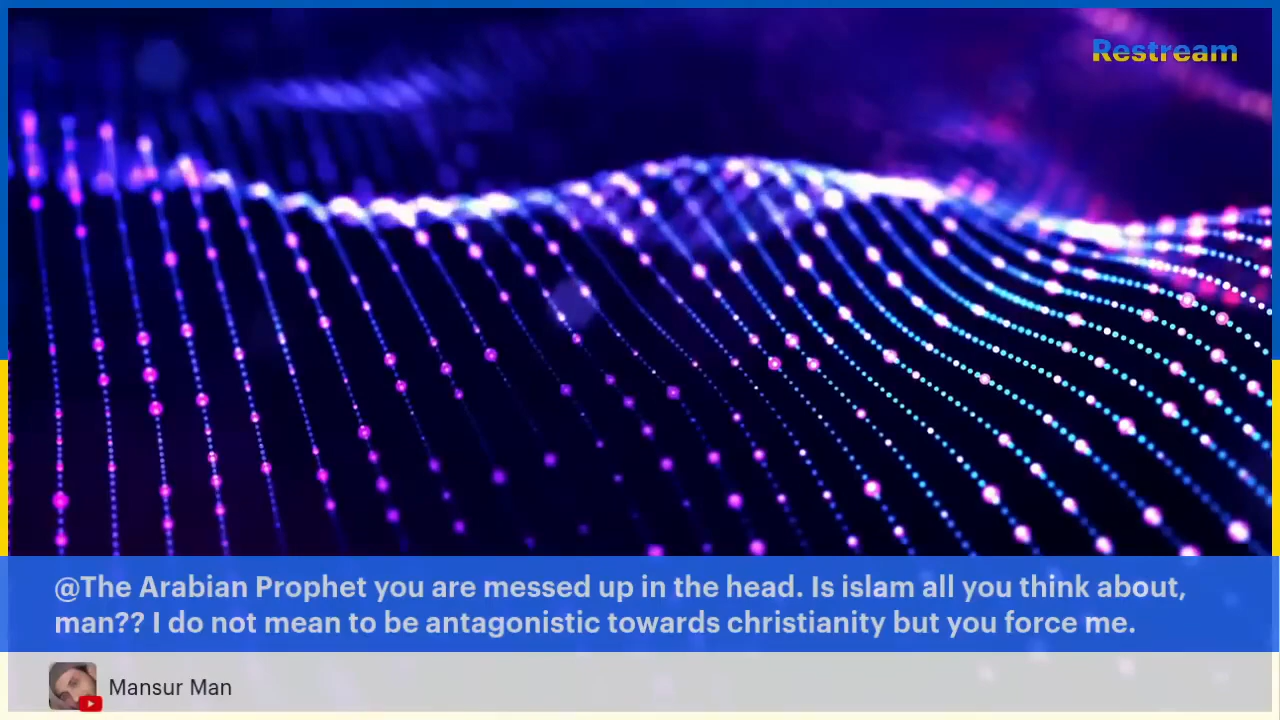 Restream
@The Arabian Prophet you are messed up in the head. Is islam all you think about,
man?? I do not mean to be antagonistic towards christianity but you force me.
Mansur Man